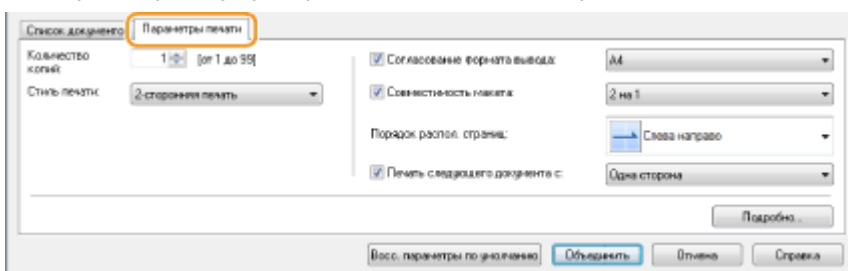 Список документо
Параметры печати
Количество копий:
1
[от 1 до 99]
Стиль печати:
2-сторонняя печать
Согласование формата вывода:
A4
Совместимость макета:
2 на 1
Порядок распол. страниц:
Слева направо
Печать следующего документа с:
Одна сторона
Подробно...
Восс. параметры по умолчанию
Объединить
Отмена
Справка